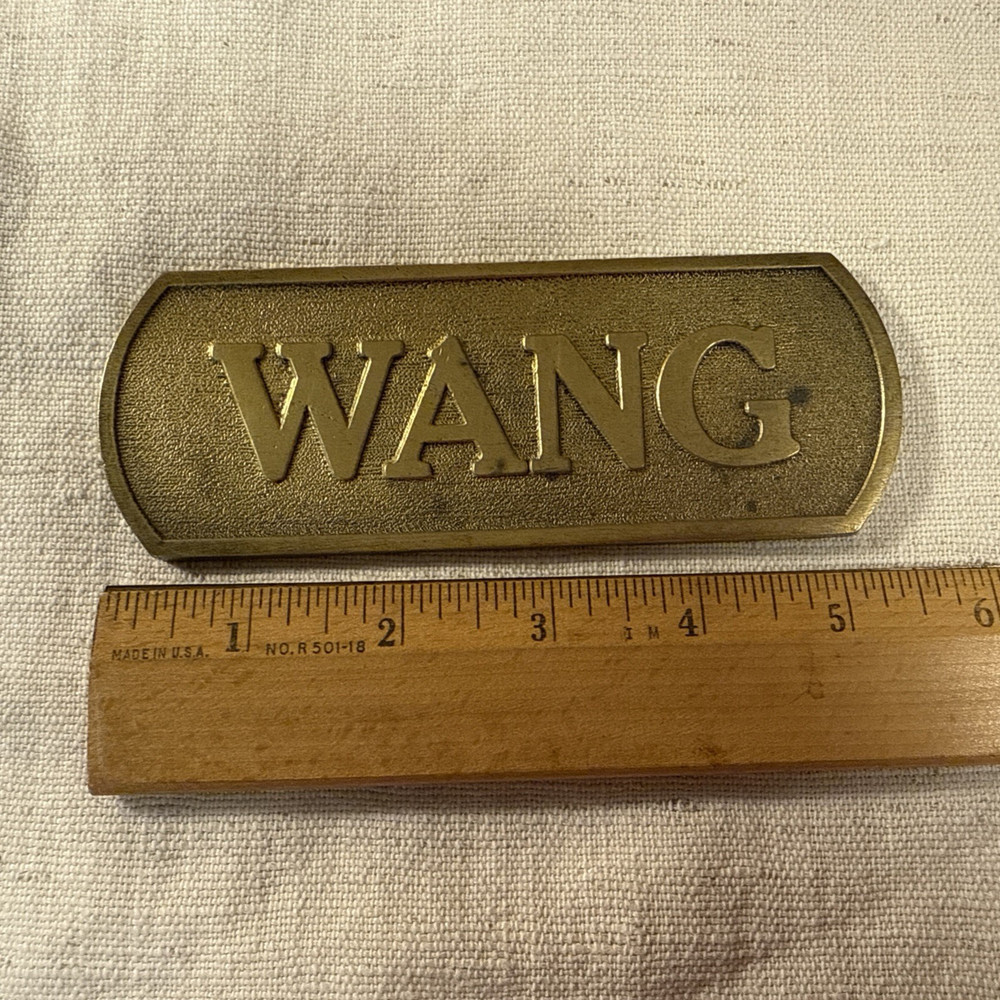 WANG
1 2 3 4 5 6
MADE IN U.S.A. NO. R 501-18 I M